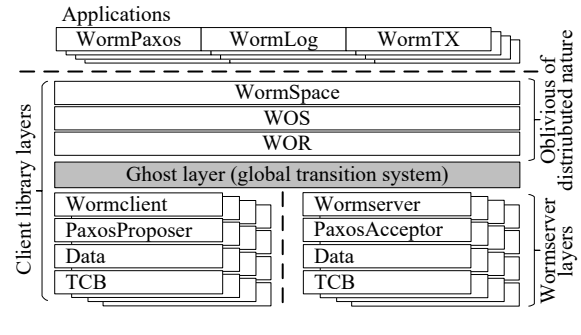 Applications
WormPaxos WormLog WormTX
WormSpace
WOS
WOR
Ghost layer (global transition system)
Wormclient Wormserver
PaxosProposer PaxosAcceptor
Data Data
TCB TCB
Client library layers
Oblivious of
distriubted nature
Wormserver
layers